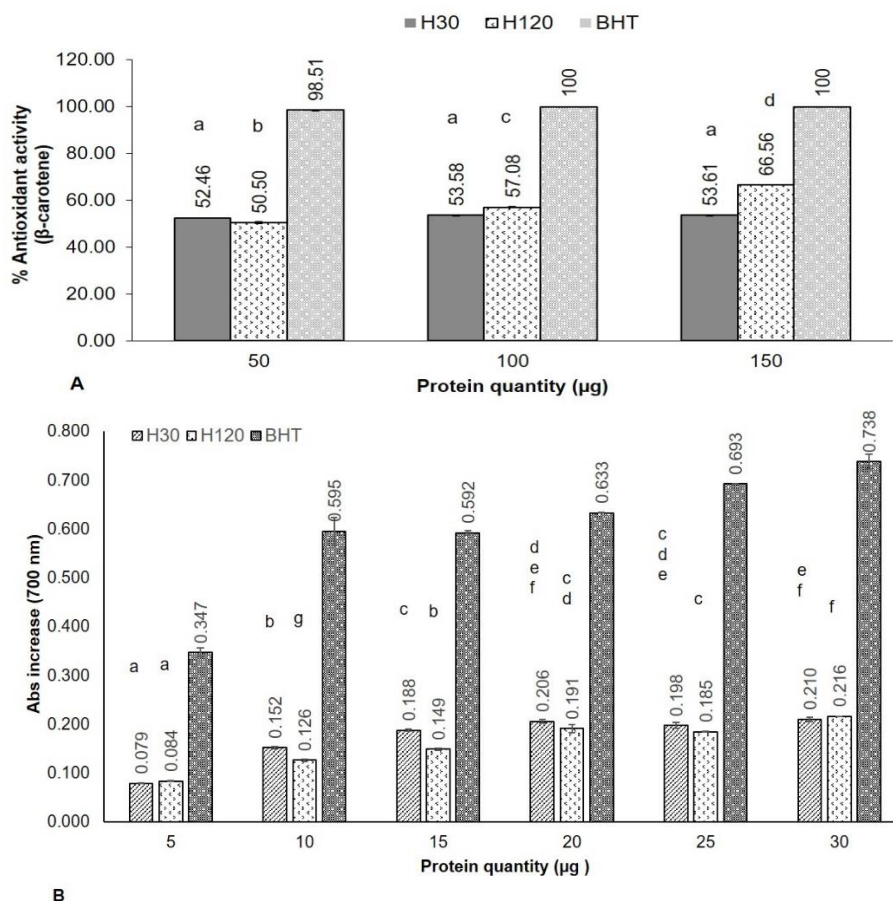 H30 H120 BHT
% Antioxidant activity
(β-carotene)
120.00
100.00
80.00
60.00
40.00
20.00
0.00
a
b
a
c
a
d
52.46
50.50
98.51
53.58
57.08
100
53.61
66.56
100
50 100 150
Protein quantity (µg)
A
H30 H120 BHT
Abs increase (700 nm)
0.800
0.700
0.600
0.500
0.400
0.300
0.200
0.100
0.000
a
a
b
g
c
b
d
e
f
c
d
c
d
e
c
e
f
f
0.079
0.084
0.347
0.152
0.126
0.595
0.188
0.149
0.592
0.206
0.191
0.633
0.198
0.185
0.693
0.210
0.216
0.738
5 10 15 20 25 30
Protein quantity (µg )
B